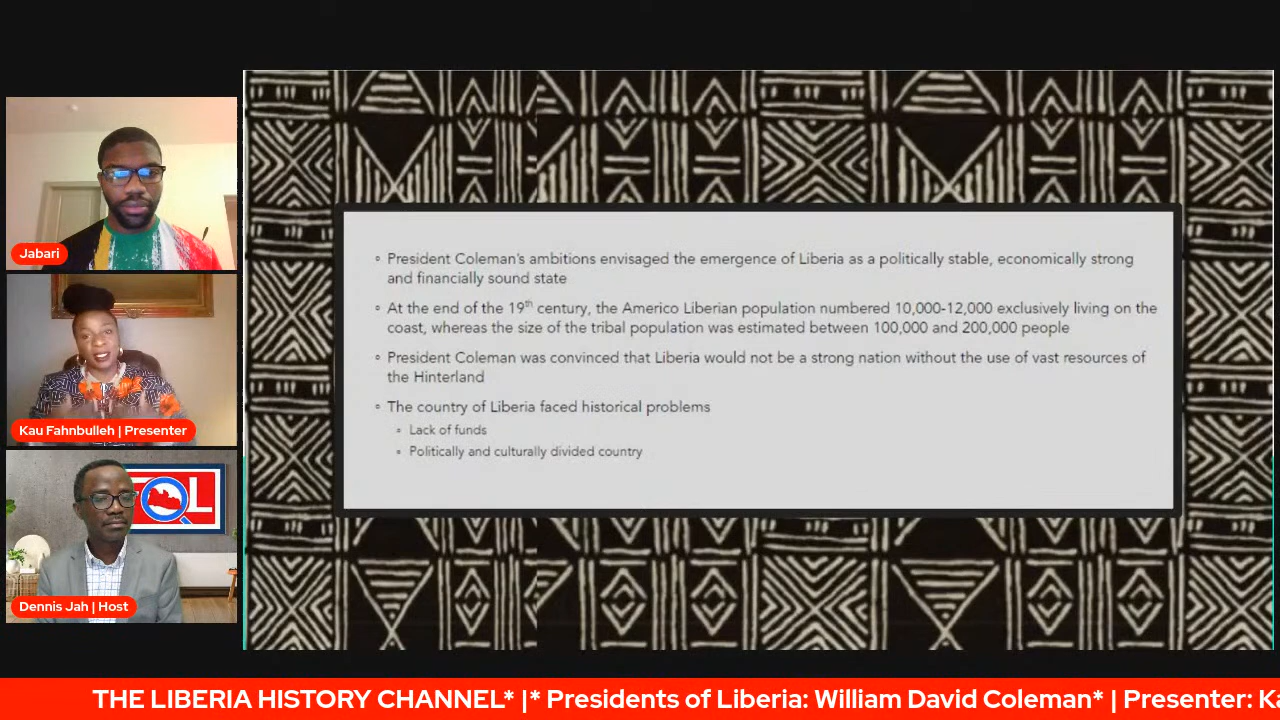 Jabari
Kau Fahnbulleh | Presenter
Dennis Jah | Host
President Coleman's ambitions envisaged the emergence of Liberia as a politically stable, economically strong
and financially sound state
At the end of the 19th century, the Americo Liberian population numbered 10,000-12,000 exclusively living on the
coast, whereas the size of the tribal population was estimated between 100,000 and 200,000 people
President Coleman was convinced that Liberia would not be a strong nation without the use of vast resources of
the Hinterland
The country of Liberia faced historical problems
Lack of funds
Politically and culturally divided country
THE LIBERIA HISTORY CHANNEL* |* Presidents of Liberia: William David Coleman* | Presenter: Ka